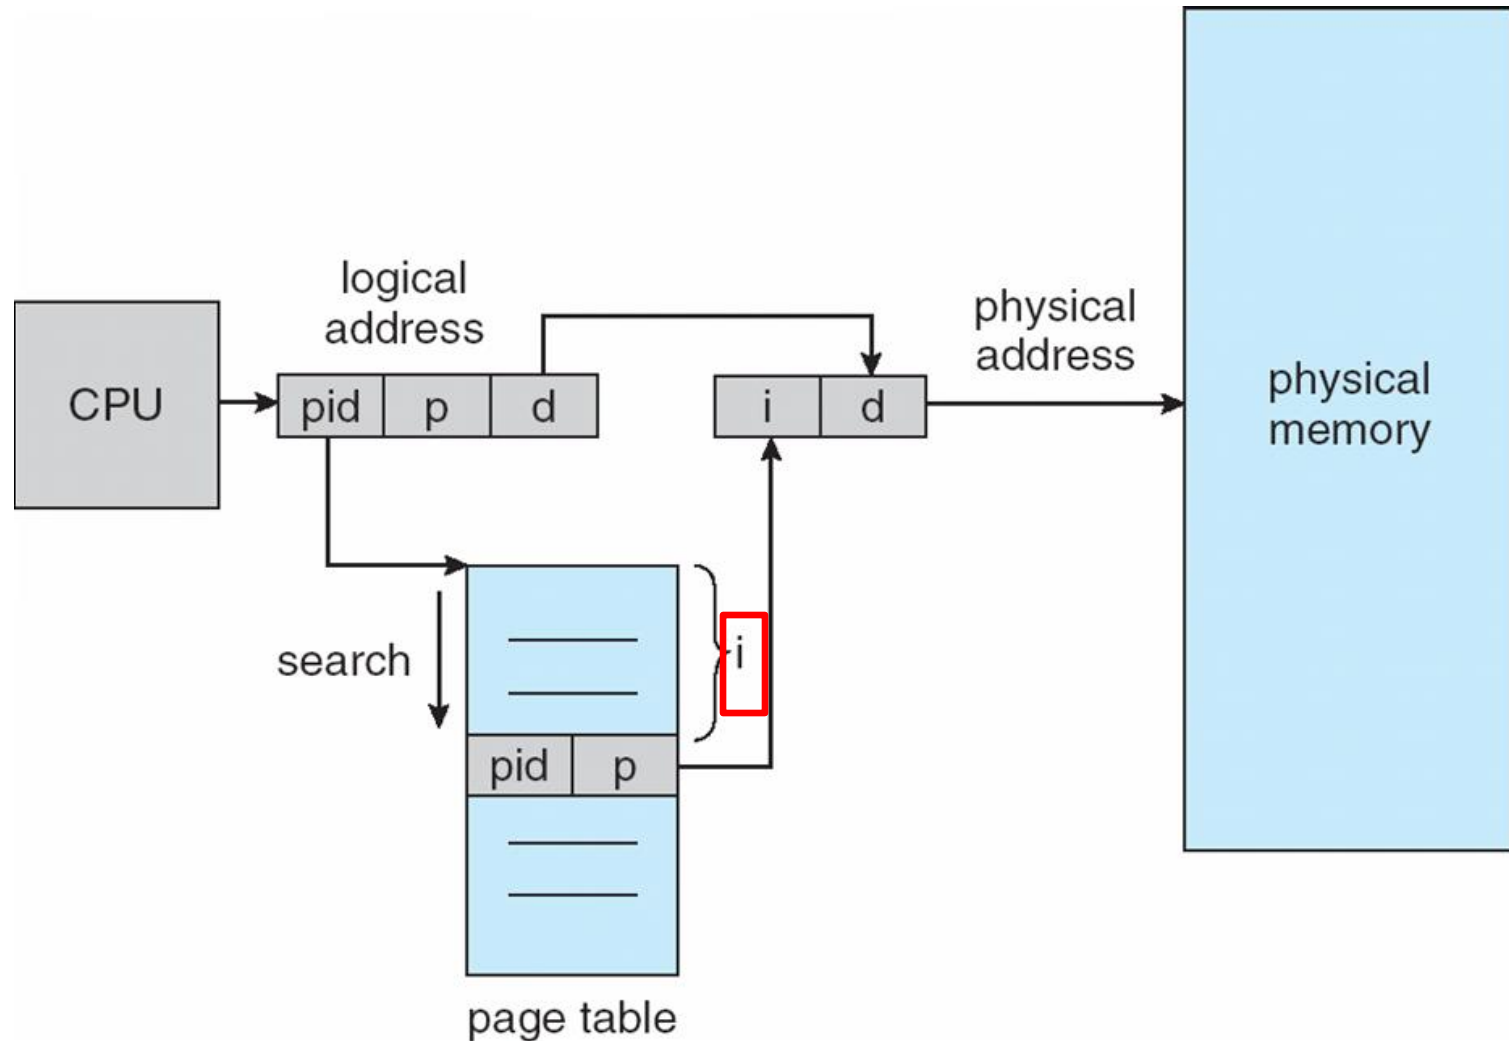 logical
address
CPU
pid p d
i d
physical
address
physical
memory
search
i
pid p
page table